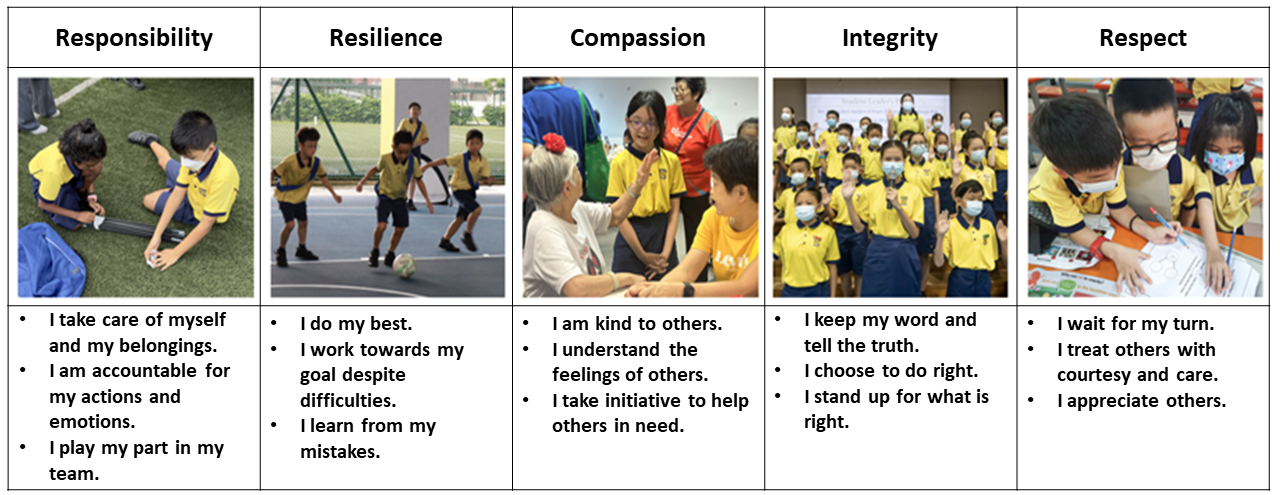 Responsibility
Resilience
Compassion
Integrity
Respect
• I take care of myself
and my belongings.
• I am accountable for
my actions and
emotions.
• I play my part in my
team.
• I do my best.
• I work towards my
goal despite
difficulties.
• I learn from my
mistakes.
• I am kind to others.
• I understand the
feelings of others.
• I take initiative to help
others in need.
• I keep my word and
tell the truth.
• I choose to do right.
• I stand up for what is
right.
• I wait for my turn.
• I treat others with
courtesy and care.
• I appreciate others.